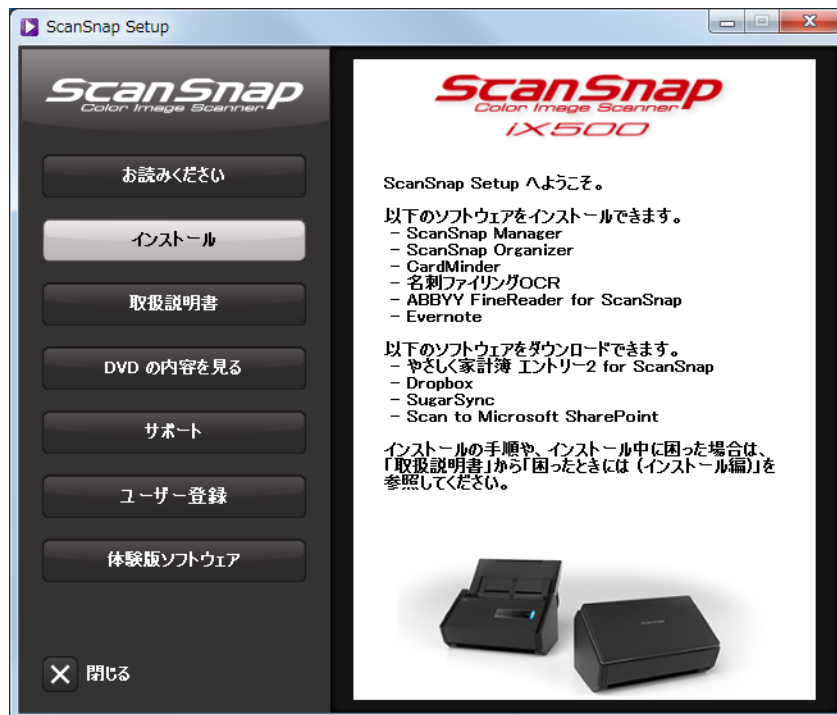 ScanSnap Setup
ScanSnap
Color Image Scanner
お読みください
インストール
取扱説明書
DVD の内容を見る
サポート
ユーザー登録
体験版ソフトウェア
閉じる
ScanSnap
Color Image Scanner
iX500
ScanSnap Setup へようこそ。
以下のソフトウェアをインストールできます。
- ScanSnap Manager
- ScanSnap Organizer
- CardMinder
- 名刺ファイリングOCR
- ABBYY FineReader for ScanSnap
- Evernote
以下のソフトウェアをダウンロードできます。
- やさしく家計簿 エントリー2 for ScanSnap
- Dropbox
- SugarSync
- Scan to Microsoft SharePoint
インストールの手順や、インストール中に困った場合は、
「取扱説明書」から「困ったときには (インストール編)」を
参照してください。